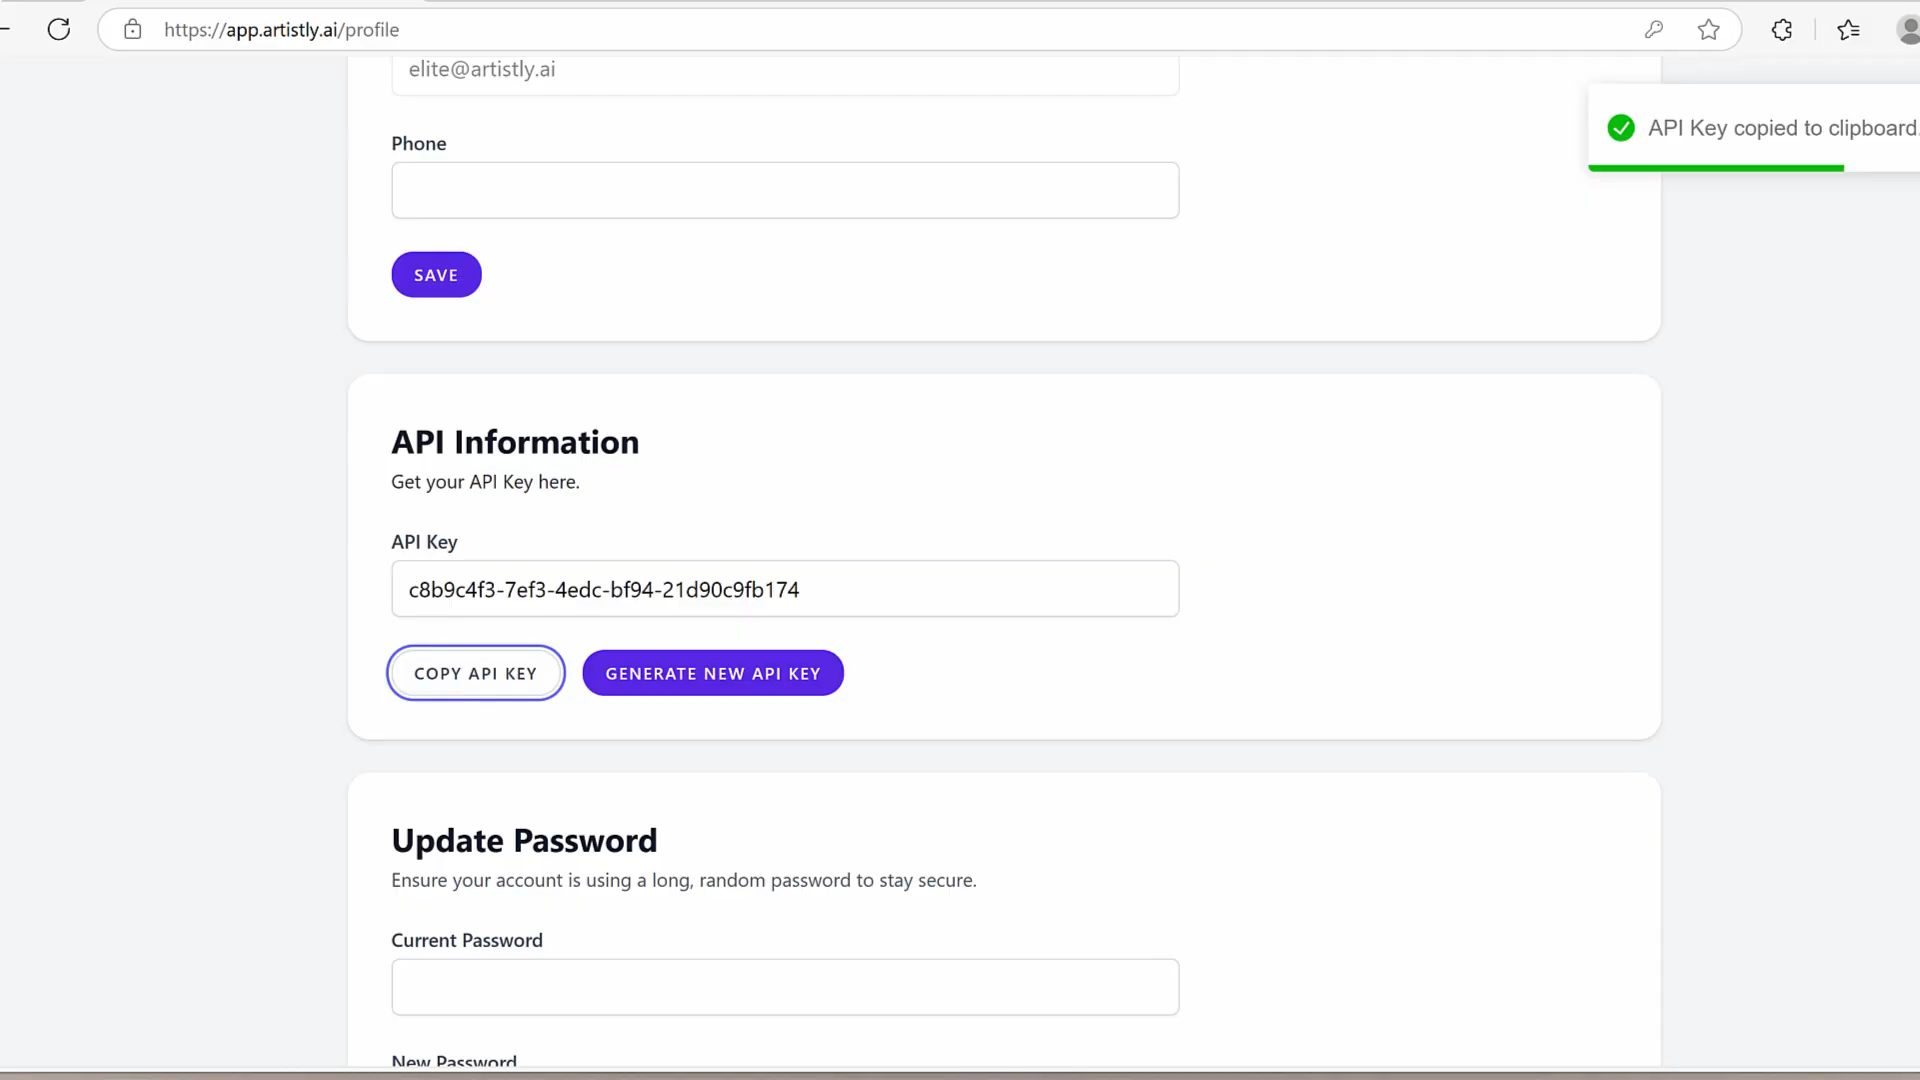 https://app.artistly.ai/profile
elite@artistly.ai
API Key copied to clipboard.
Phone
SAVE
API Information
Get your API Key here.
API Key
c8b9c4f3-7ef3-4edc-bf94-21d90c9fb174
COPY API KEY
GENERATE NEW API KEY
Update Password
Ensure your account is using a long, random password to stay secure.
Current Password
New Password